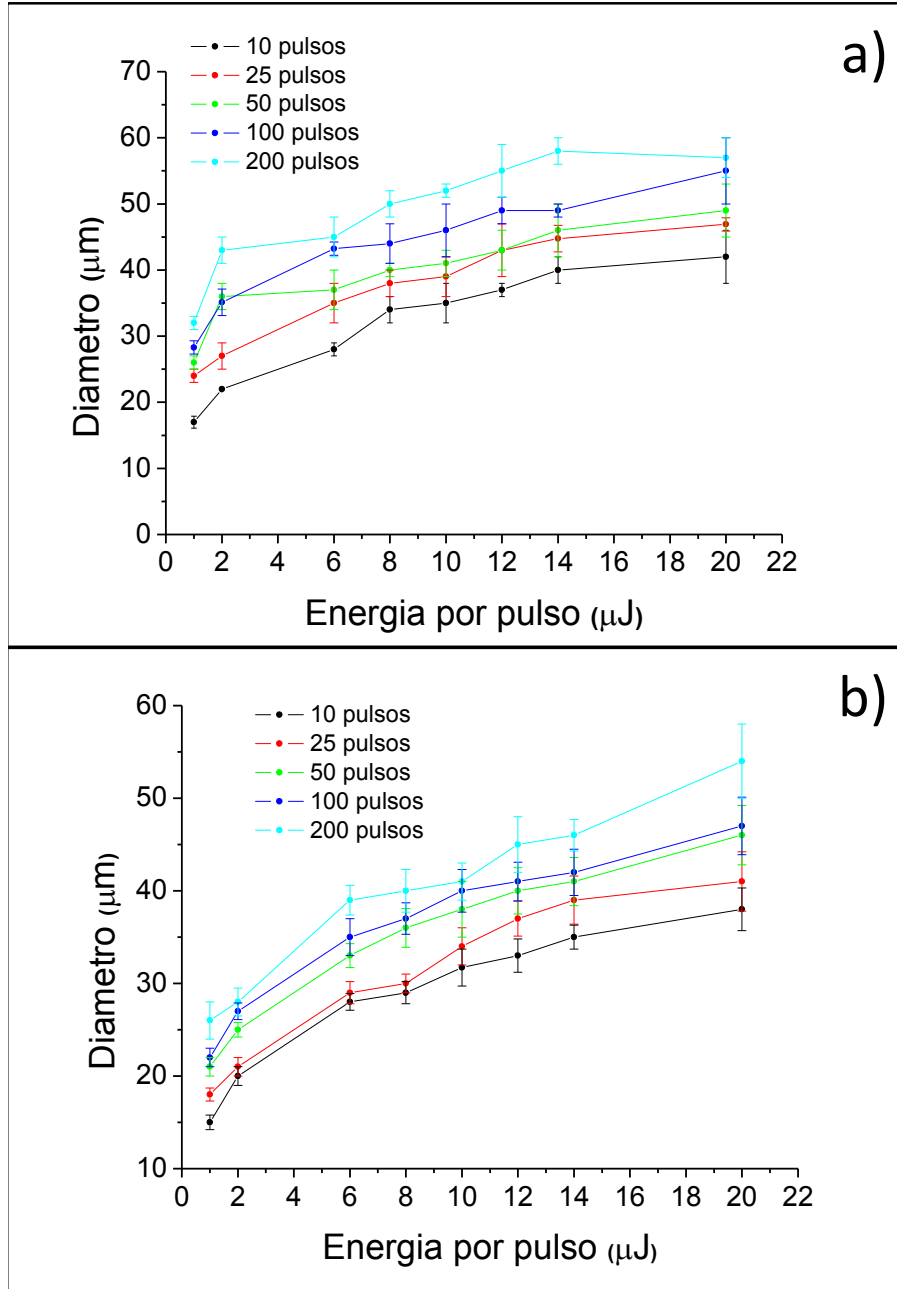 a)
10 pulsos
25 pulsos
50 pulsos
100 pulsos
200 pulsos
70
60
50
40
30
20
10
0
Diametro (μm)
0 2 4 6 8 10 12 14 16 18 20 22
Energia por pulso (μJ)
b)
10 pulsos
25 pulsos
50 pulsos
100 pulsos
200 pulsos
60
50
40
30
20
10
Diametro (μm)
0 2 4 6 8 10 12 14 16 18 20 22
Energia por pulso (μJ)